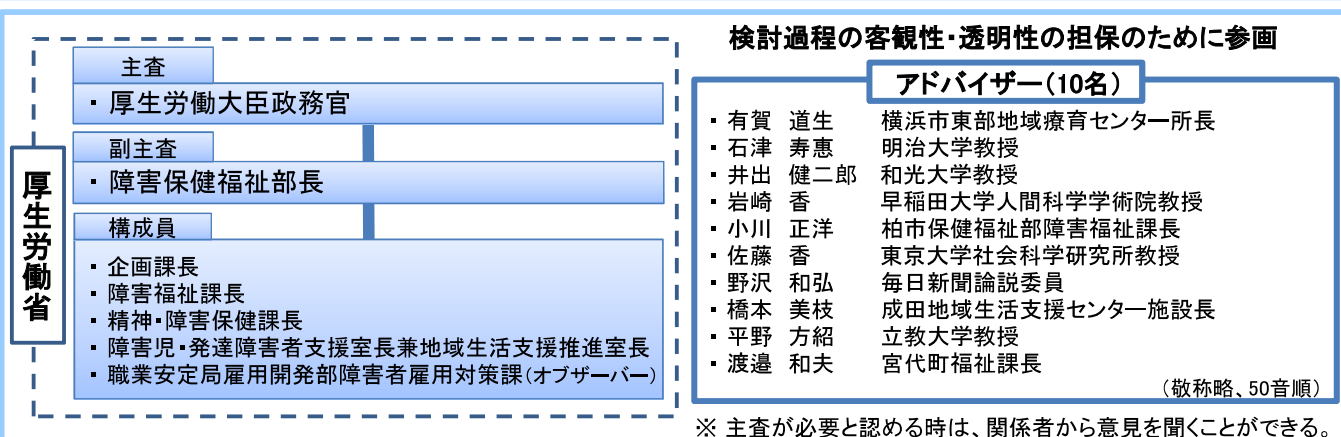 厚生労働省
主査
・ 厚生労働大臣政務官
副主査
・ 障害保健福祉部長
構成員
・ 企画課長
・ 障害福祉課長
・ 精神・障害保健課長
・ 障害児・発達障害者支援室長兼地域生活支援推進室長
・ 職業安定局雇用開発部障害者雇用対策課(オブザーバー)
検討過程の客観性・透明性の担保のために参画
アドバイザー(10名)
・ 有賀 道生 横浜市東部地域療育センター所長
・ 石津 寿惠 明治大学教授
・ 井出 健二郎 和光大学教授
・ 岩崎 香 早稲田大学人間科学学術院教授
・ 小川 正洋 柏市保健福祉部障害福祉課長
・ 佐藤 香 東京大学社会科学研究所教授
・ 野沢 和弘 毎日新聞論説委員
・ 橋本 美枝 成田地域生活支援センター施設長
・ 平野 方紹 立教大学教授
・ 渡邉 和夫 宮代町福祉課長
(敬称略、50音順)
※ 主査が必要と認める時は、関係者から意見を聞くことができる。